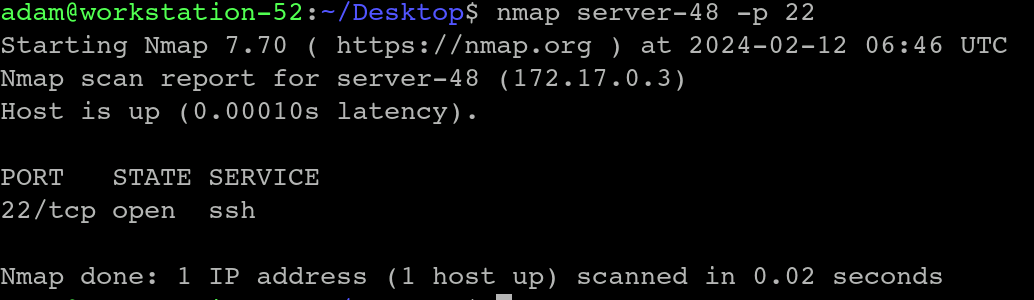 adam@workstation-52:~/Desktop$ nmap server-48 -p 22
Starting Nmap 7.70 ( https://nmap.org ) at 2024-02-12 06:46 UTC
Nmap scan report for server-48 (172.17.0.3)
Host is up (0.00010s latency).

PORT   STATE SERVICE
22/tcp open  ssh

Nmap done: 1 IP address (1 host up) scanned in 0.02 seconds